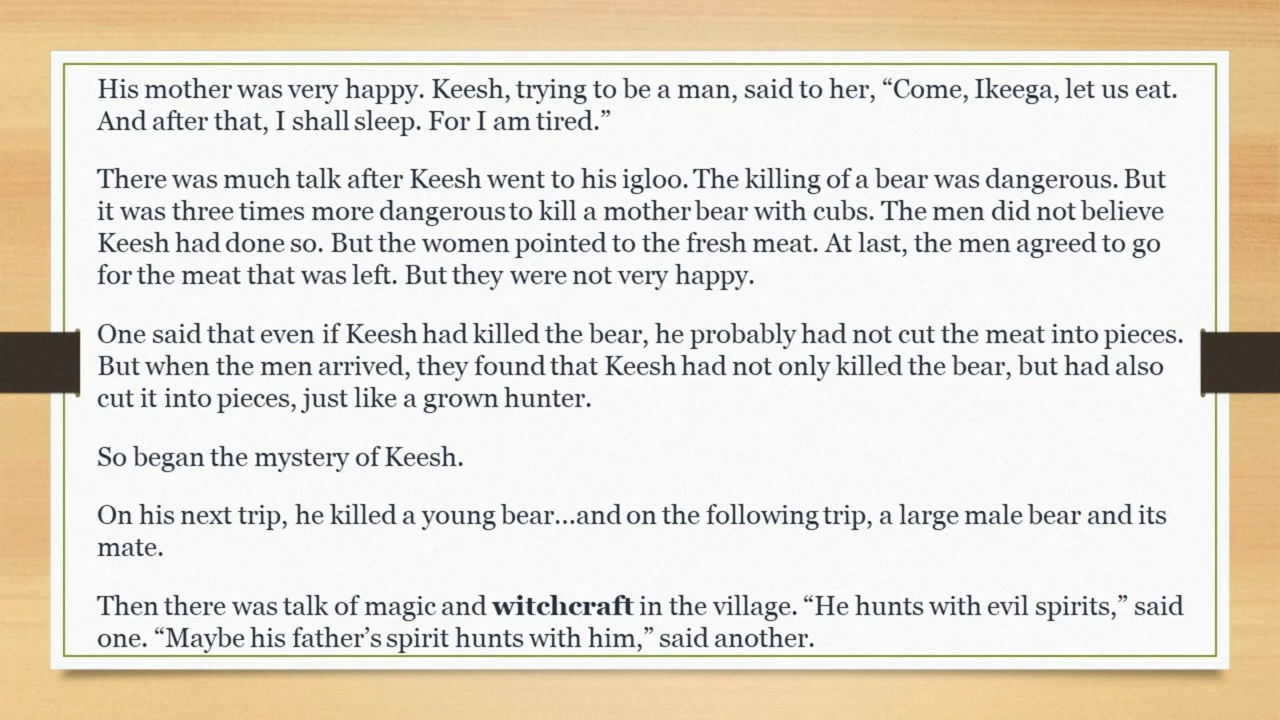 His mother was very happy. Keesh, trying to be a man, said to her, “Come, Ikeega, let us eat.
And after that, I shall sleep. For I am tired.”
There was much talk after Keesh went to his igloo. The killing of a bear was dangerous. But
it was three times more dangerous to kill a mother bear with cubs. The men did not believe
Keesh had done so. But the women pointed to the fresh meat. At last, the men agreed to go
for the meat that was left. But they were not very happy.
One said that even if Keesh had killed the bear, he probably had not cut the meat into pieces.
But when the men arrived, they found that Keesh had not only killed the bear, but had also
cut it into pieces, just like a grown hunter.
So began the mystery of Keesh.
On his next trip, he killed a young bear...and on the following trip, a large male bear and its
mate.
Then there was talk of magic and witchcraft in the village. “He hunts with evil spirits,” said
one. “Maybe his father’s spirit hunts with him,” said another.